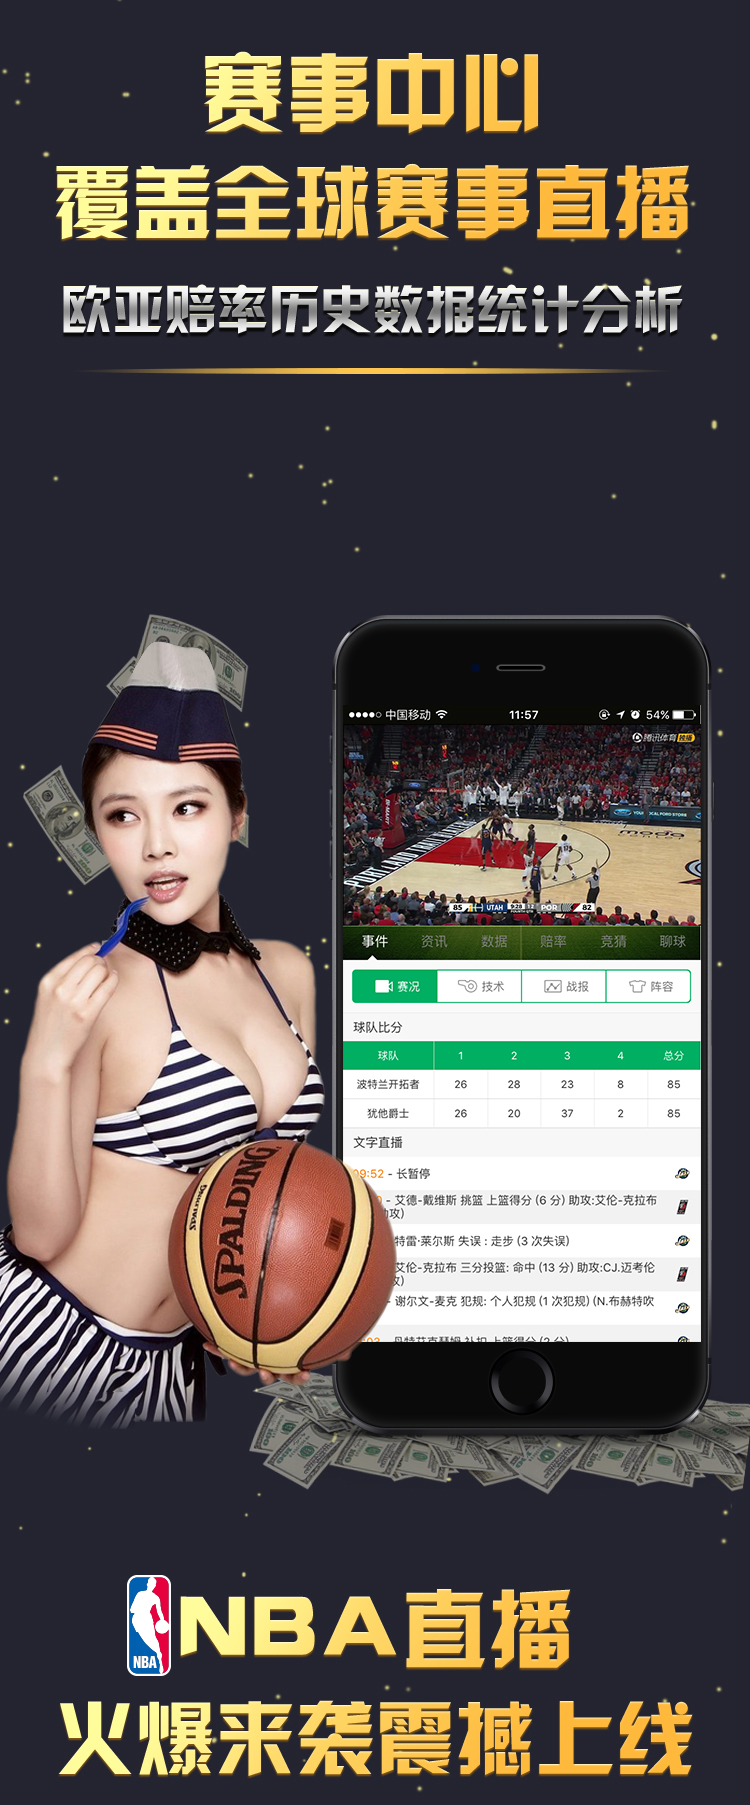 赛事中心
覆盖全球赛事直播
欧亚赔率历史数据统计分析
中国移动 11:57 54%
腾讯体育
85 UTAH POR 82
事件 资讯 数据 赔率 竞猜 聊球
赛况 技术 战报 阵容
球队比分
球队 1 2 3 4 总分
波特兰开拓者 26 28 23 8 85
犹他爵士 26 20 37 2 85
文字直播
09:52 - 长暂停
- 艾德-戴维斯 挑篮 上篮得分 (6 分) 助攻:艾伦-克拉布
助攻)
特雷·莱尔斯 失误 : 走步 (3 次失误)
艾伦-克拉布 三分投篮: 命中 (13 分) 助攻:CJ.迈考伦
- 谢尔文-麦克 犯规: 个人犯规 (1 次犯规) (N.布赫特吹
SPALDING
SPALDING
NBA
NBA直播
火爆来袭震撼上线